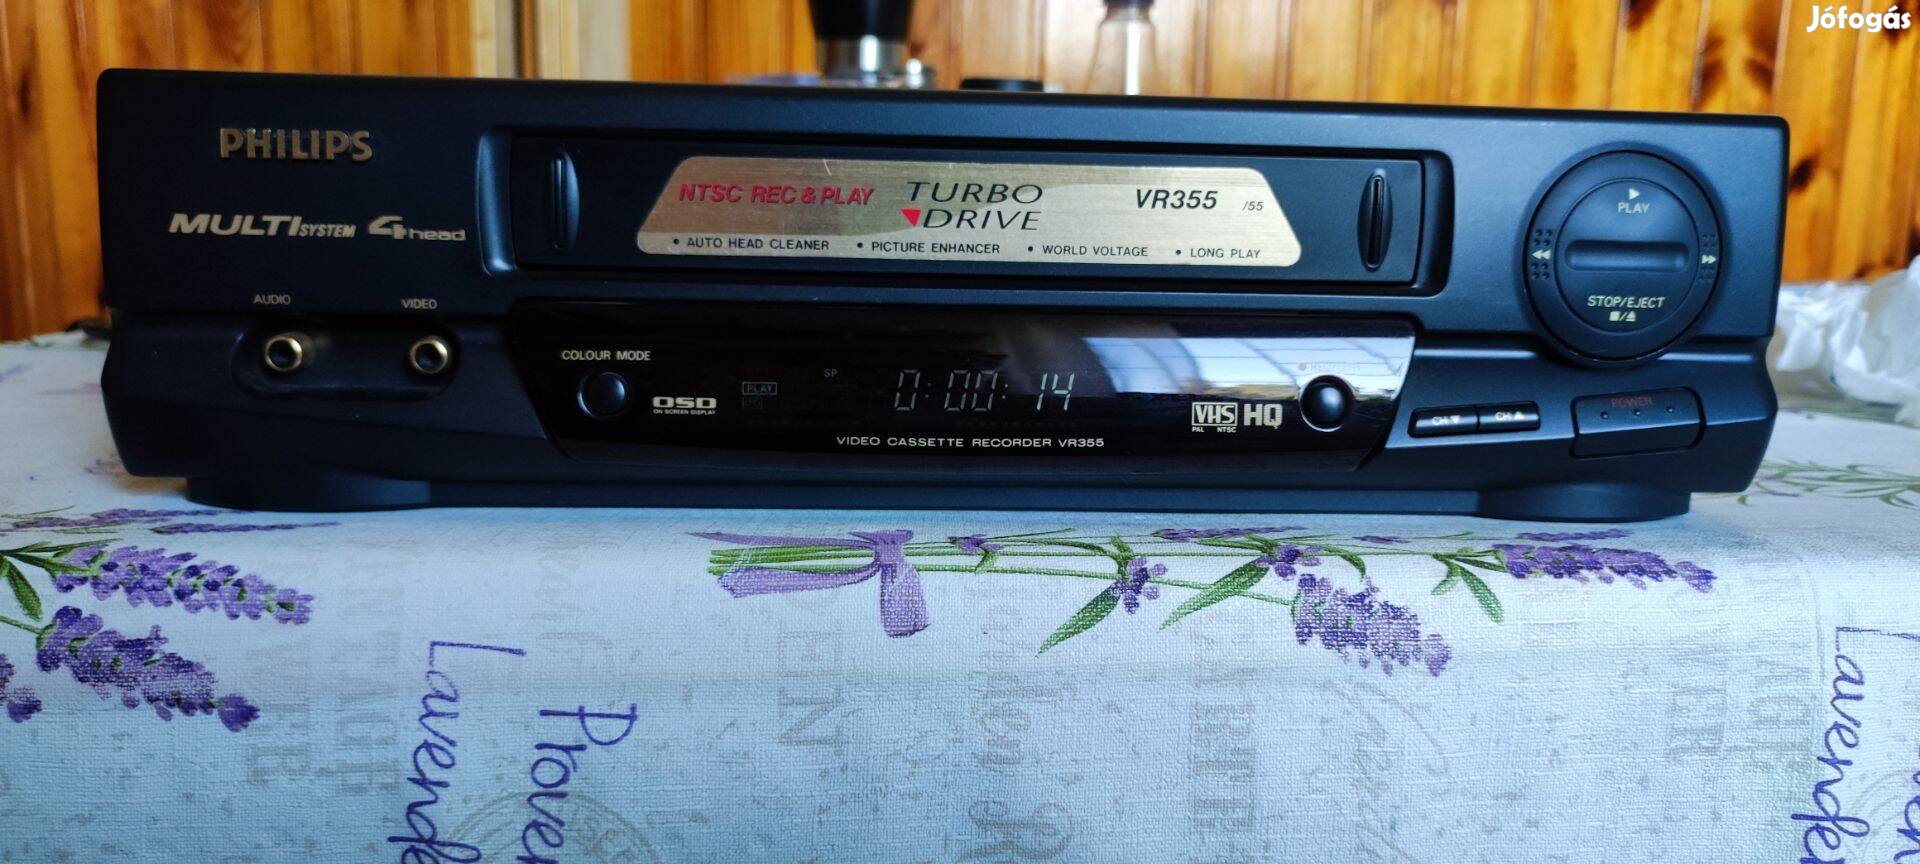 Jófogás
PHILIPS
MULTI SYSTEM 4 head
NTSC REC & PLAY TURBO DRIVE VR355 /55
• AUTO HEAD CLEANER • PICTURE ENHANCER • WORLD VOLTAGE • LONG PLAY
PLAY
STOP/EJECT
AUDIO VIDEO
COLOUR MODE
OSD
ON SCREEN DISPLAY
PLAY
SP
0:00:14
VHS HQ
PAL NTSC
VIDEO CASSETTE RECORDER VR355
CH CH
POWER
Lavende
Prover
Lavende